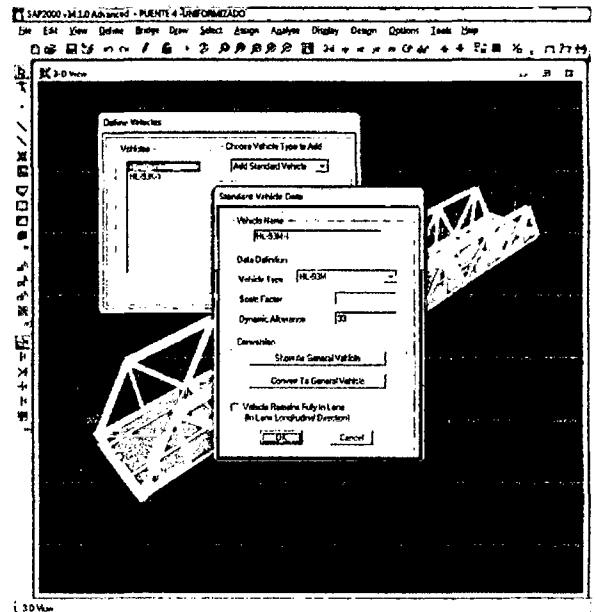 SAP2000 v14.1.0 Advanced - PUENTE 4 -UNIFORMIZADO
File Edit View Define Bridge Draw Select Assign Analyze Display Design Options Tools Help
3-D View
Define Vehicles
Vehicles
Choose Vehicle Type to Add
Add Standard Vehicle
HL-93K-1
Standard Vehicle Data
Vehicle Name
HL-93M-1
Data Definition
Vehicle Type HL-93M
Scale Factor
Dynamic Allowance 33
Conversion
Show As General Vehicle
Convert To General Vehicle
Vehicle Remains Fully In Lane
(In Lane Longitudinal Direction)
OK Cancel
3-D View